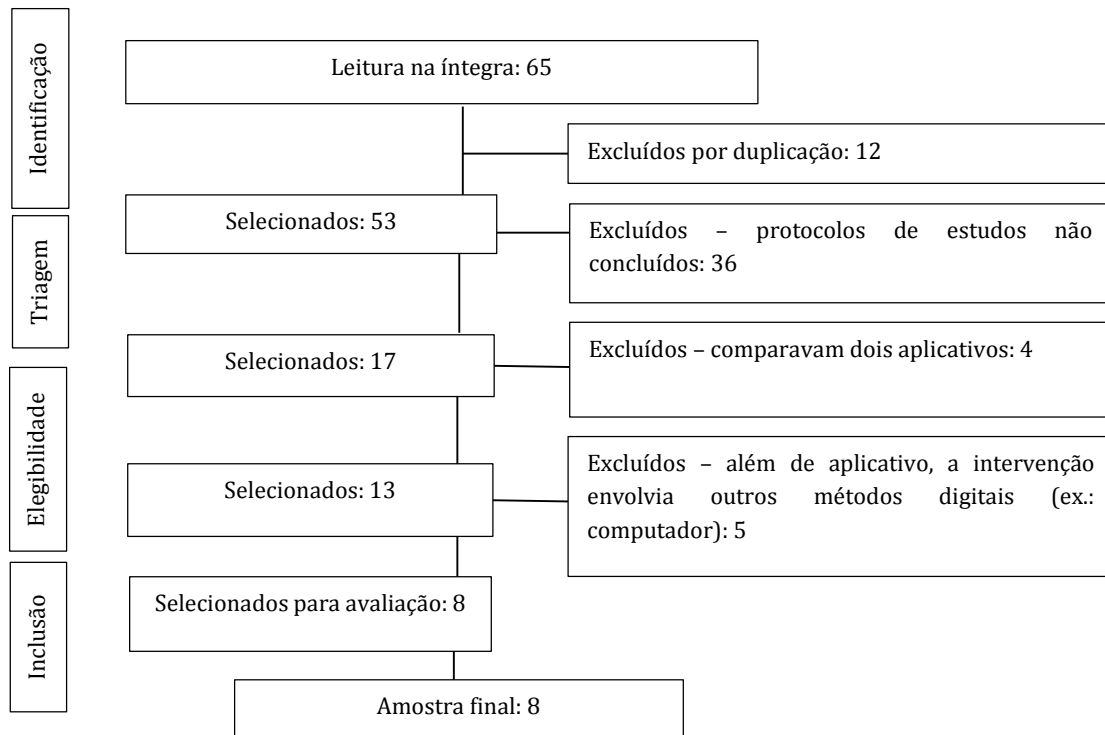 Identificação
Leitura na íntegra: 65
Excluídos por duplicação: 12
Selecionados: 53
Triagem
Excluídos – protocolos de estudos não
concluídos: 36
Selecionados: 17
Excluídos – comparavam dois aplicativos: 4
Elegibilidade
Selecionados: 13
Excluídos – além de aplicativo, a intervenção
envolvia outros métodos digitais (ex.:
computador): 5
Inclusão
Selecionados para avaliação: 8
Amostra final: 8